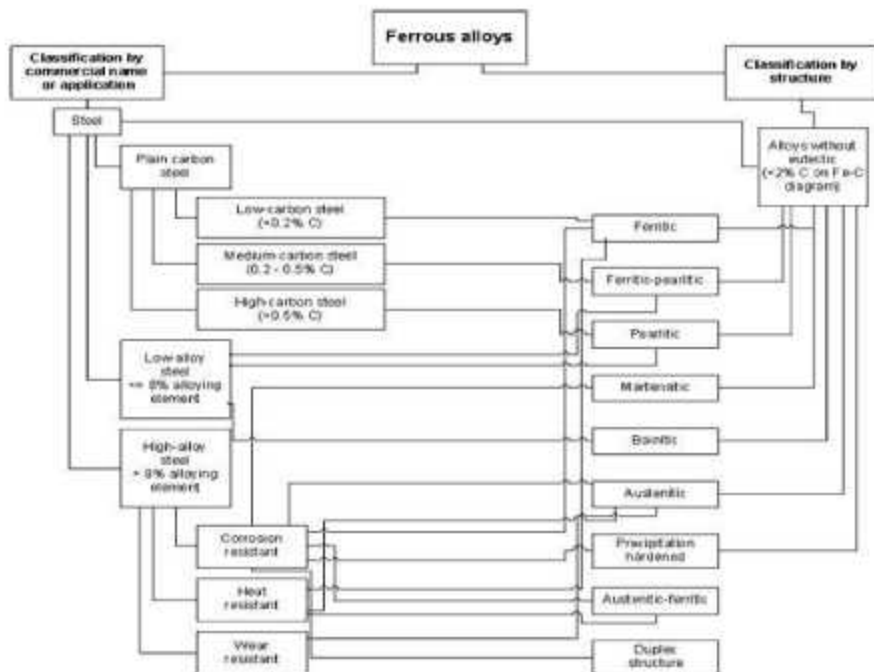 Ferrous alloys
Classification by
commercial name
or application
Classification by
structure
Steel
Alloys without
eutectic
(<2% C on Fe-C
diagram)
Plain carbon
steel
Low-carbon steel
(<0.2% C)
Medium-carbon steel
(0.2 - 0.5% C)
High-carbon steel
(>0.5% C)
Low-alloy
steel
<= 8% alloying
element
High-alloy
steel
> 8% alloying
element
Corrosion
resistant
Heat
resistant
Wear
resistant
Ferritic
Ferritic-pearlitic
Pearlitic
Martensitic
Bainitic
Austenitic
Precipitation
hardened
Austenitic-ferritic
Duplex
structure